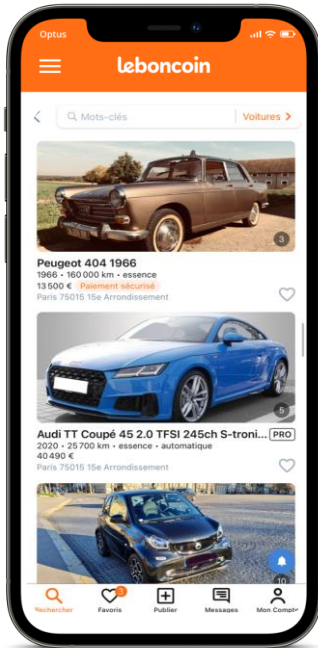 Optus
leboncoin
Mots-clés
Voitures >
3
Peugeot 404 1966
1966 • 160 000 km • essence
13 500 € Paiement sécurisé
Paris 75015 15e Arrondissement
5
Audi TT Coupé 45 2.0 TFSI 245ch S-troni... PRO
2020 • 25 700 km • essence • automatique
40 490 €
Paris 75015 15e Arrondissement
10
3
Rechercher Favoris Publier Messages Mon Compte